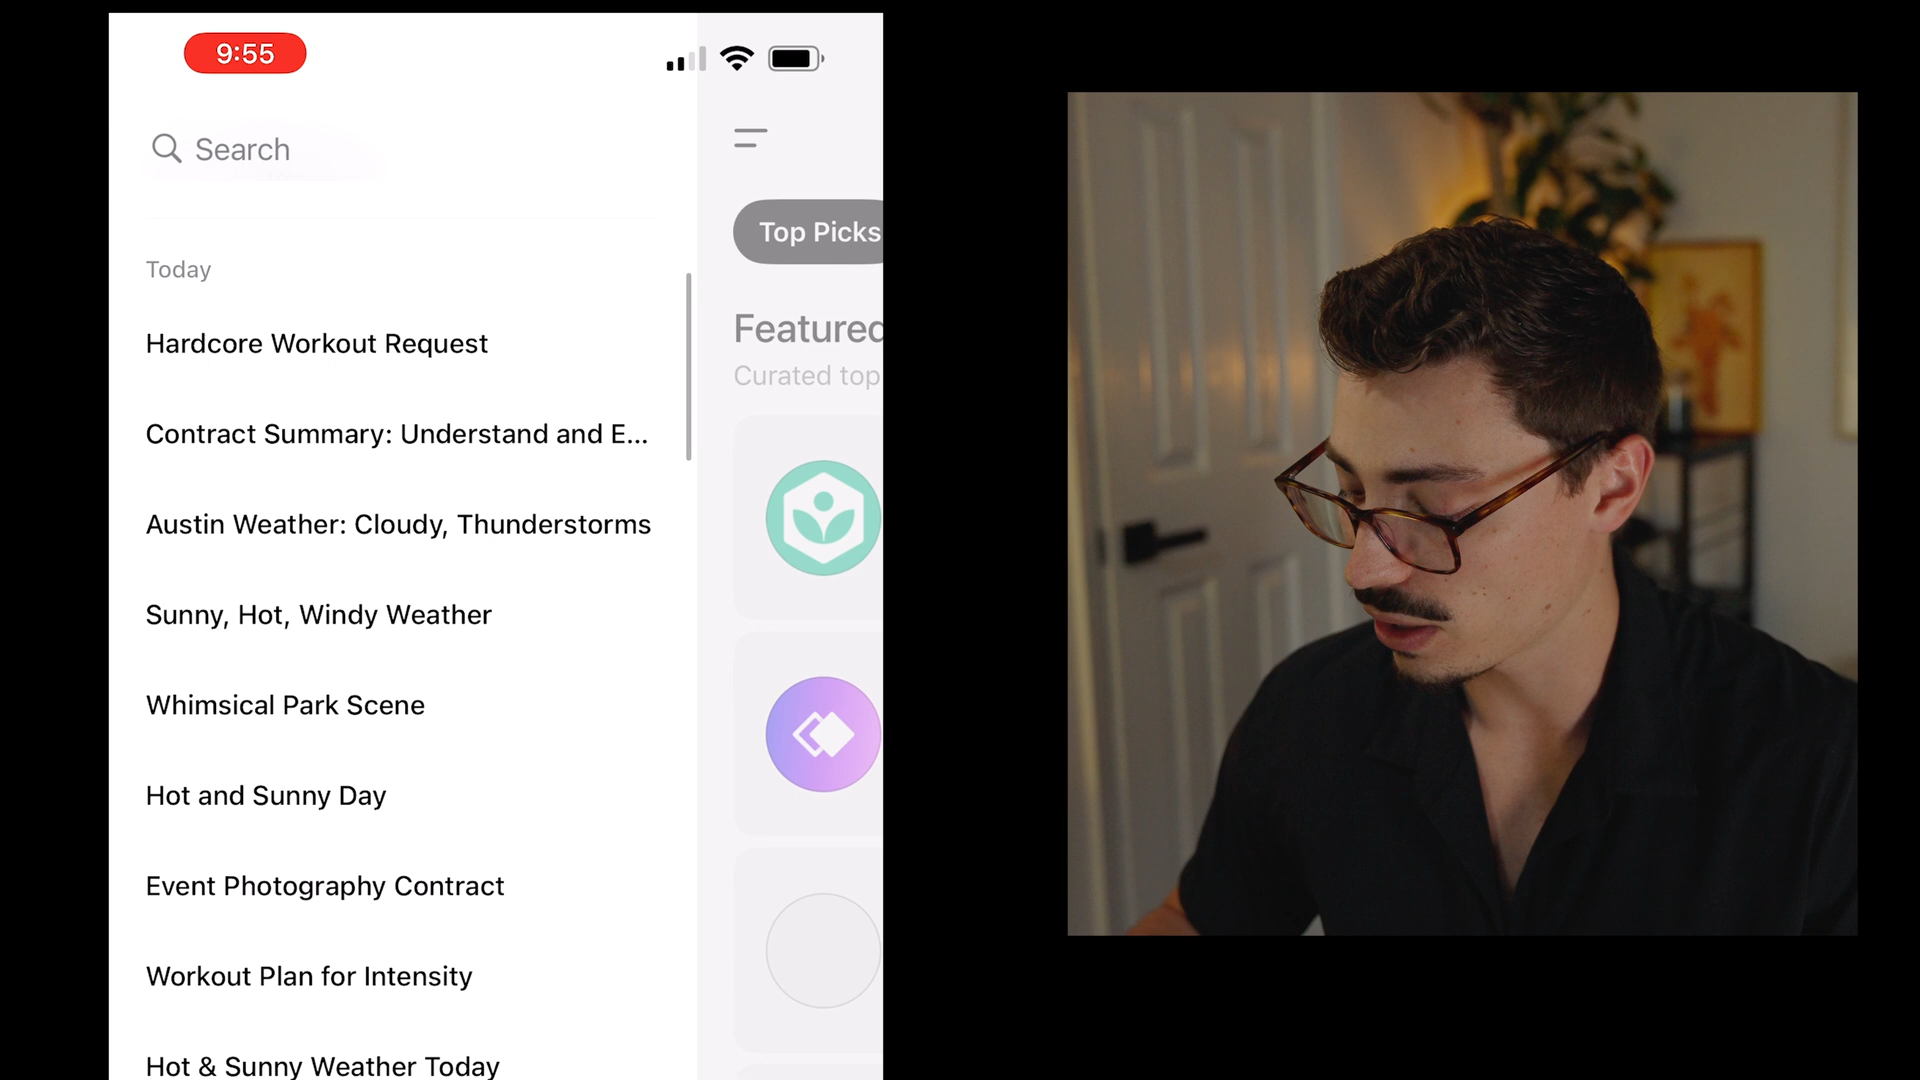 9:55
Search
Today
Hardcore Workout Request
Contract Summary: Understand and E...
Austin Weather: Cloudy, Thunderstorms
Sunny, Hot, Windy Weather
Whimsical Park Scene
Hot and Sunny Day
Event Photography Contract
Workout Plan for Intensity
Hot & Sunny Weather Today
Top Picks
Featured
Curated top